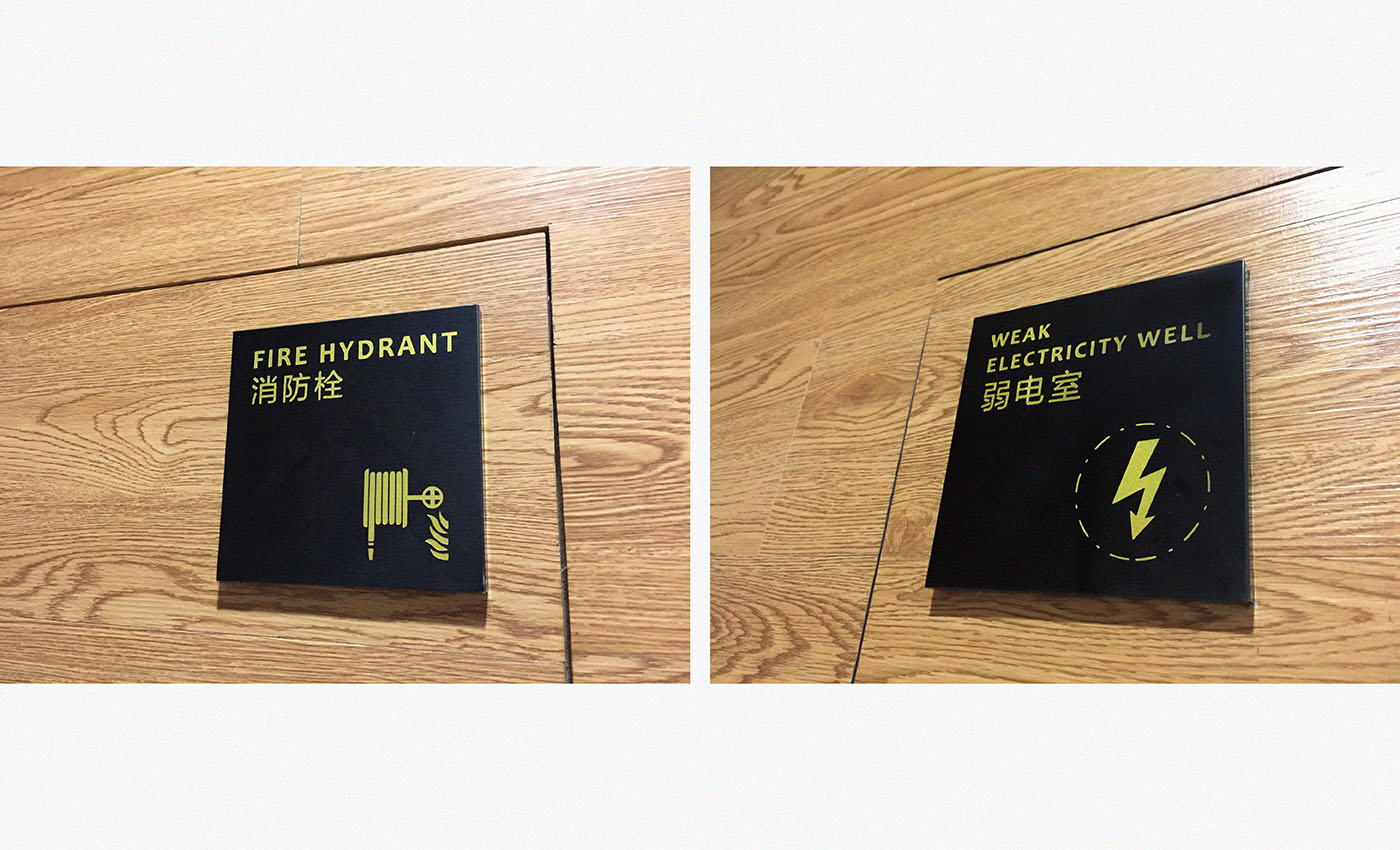 FIRE HYDRANT
消防栓
WEAK
ELECTRICITY WELL
弱电室